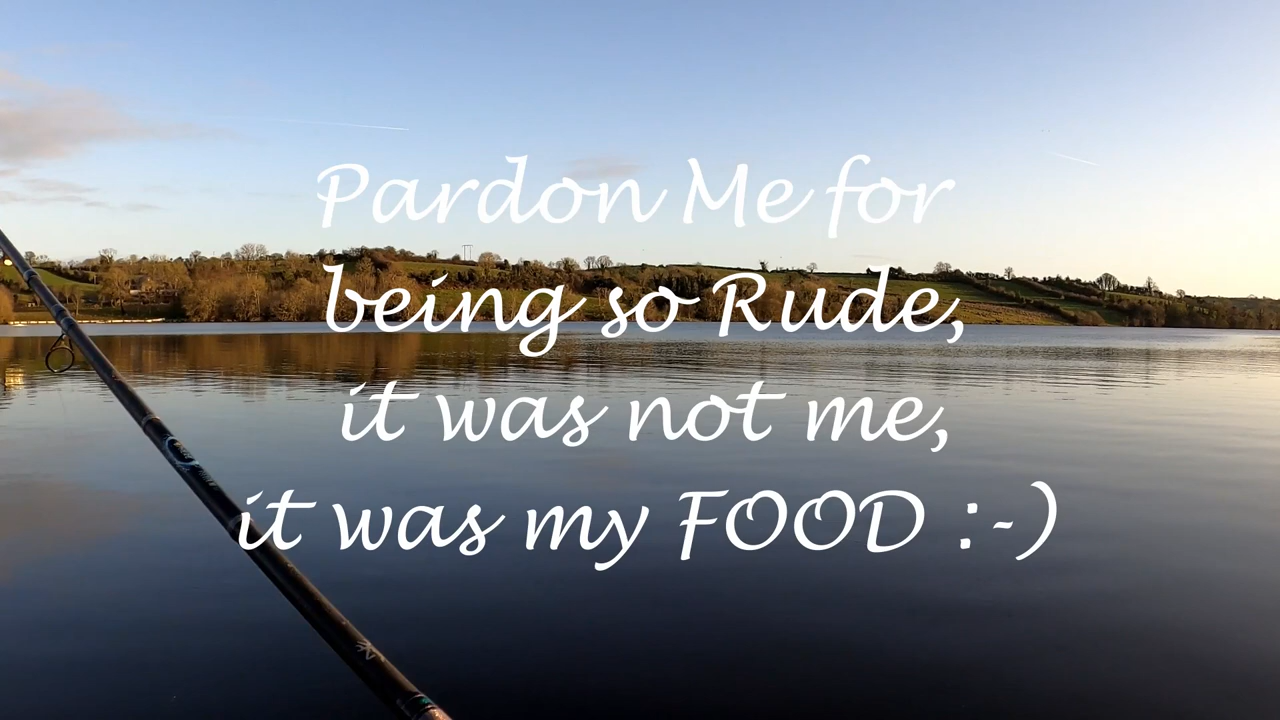 Pardon Me for
being so Rude,
it was not me,
it was my FOOD :-)